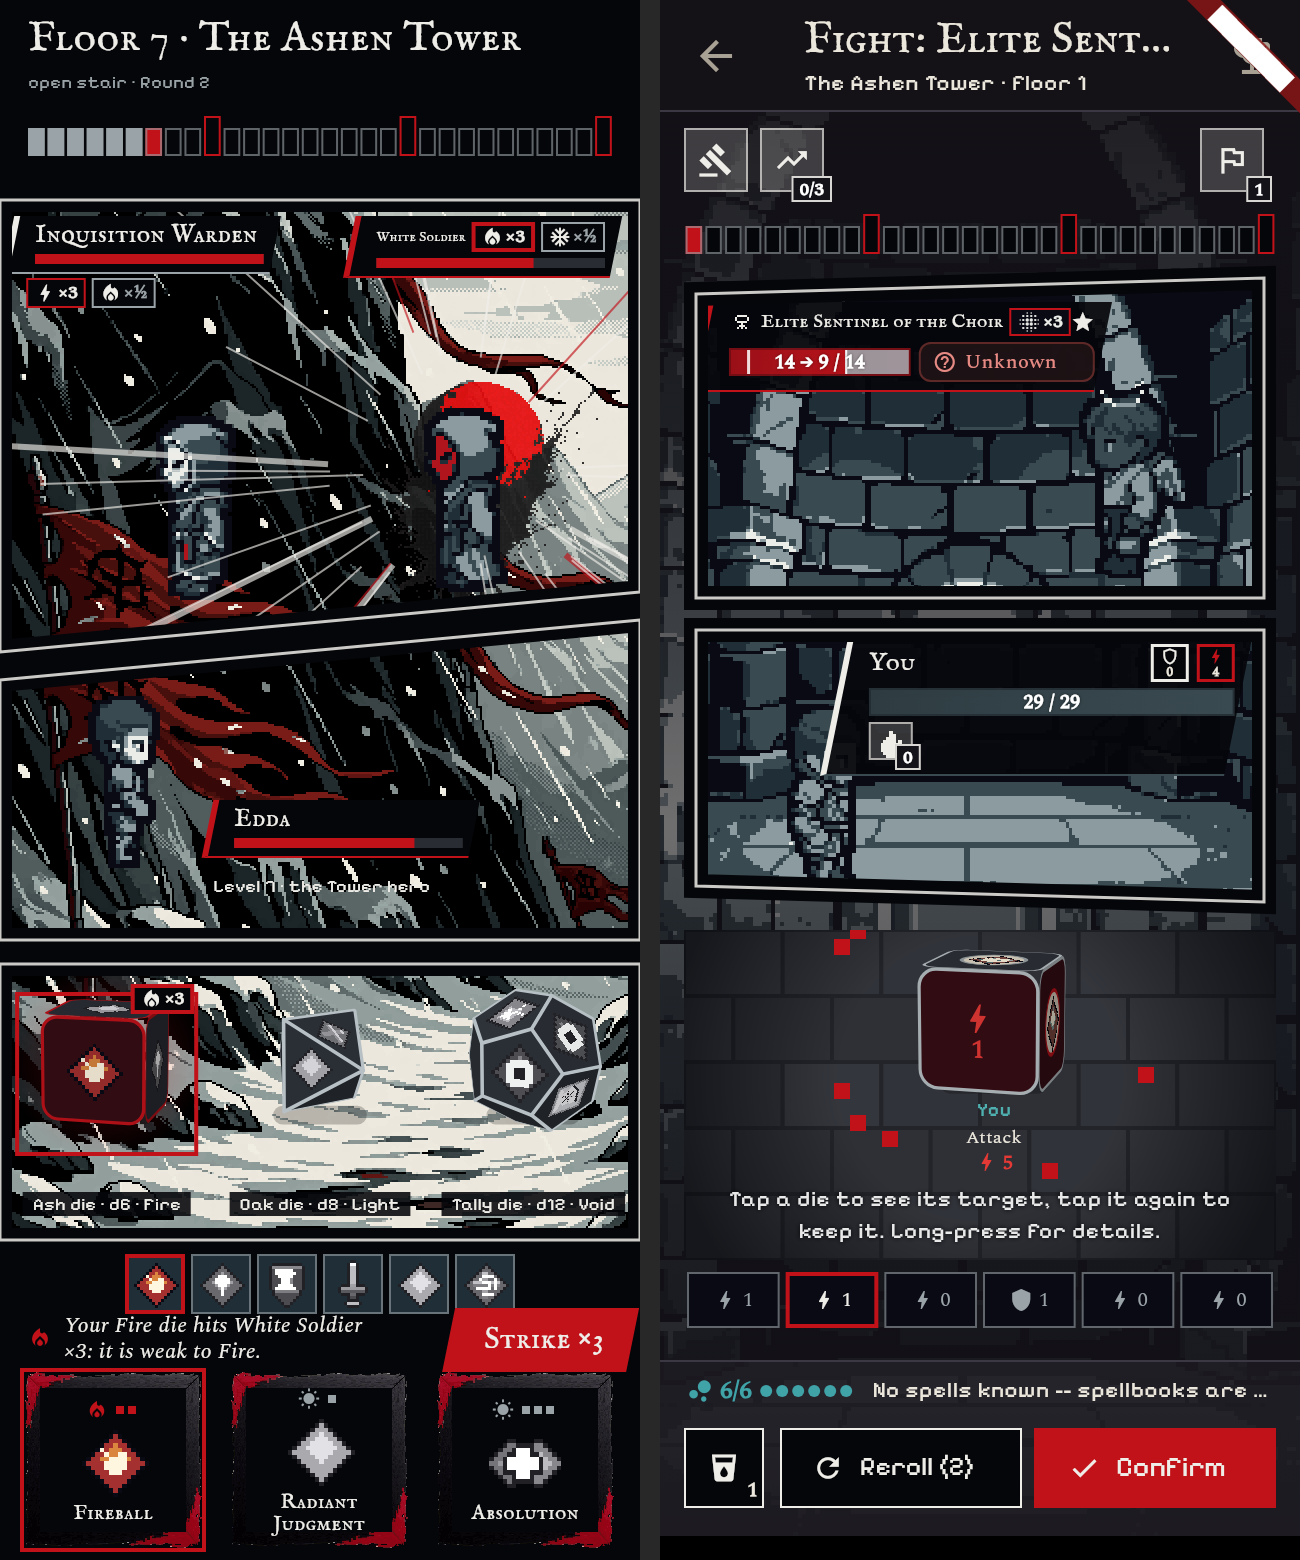 Floor 7 · The Ashen Tower
open stair · Round 2
Inquisition Warden
×3
×½
White Soldier
×3
×½
Edda
Level 7 · the Tower hero
×3
Ash die · d6 · Fire
Oak die · d8 · Light
Tally die · d12 · Void
Your Fire die hits White Soldier
×3: it is weak to Fire.
Strike ×3
Fireball
Radiant
Judgment
Absolution
Fight: Elite Sent...
The Ashen Tower · Floor 1
0/3
1
Elite Sentinel of the Choir
×3
14 → 9 / 14
Unknown
You
0
4
29 / 29
0
1
You
Attack
5
Tap a die to see its target, tap it again to
keep it. Long-press for details.
1
1
0
1
0
0
6/6
No spells known -- spellbooks are ...
1
Reroll (2)
Confirm